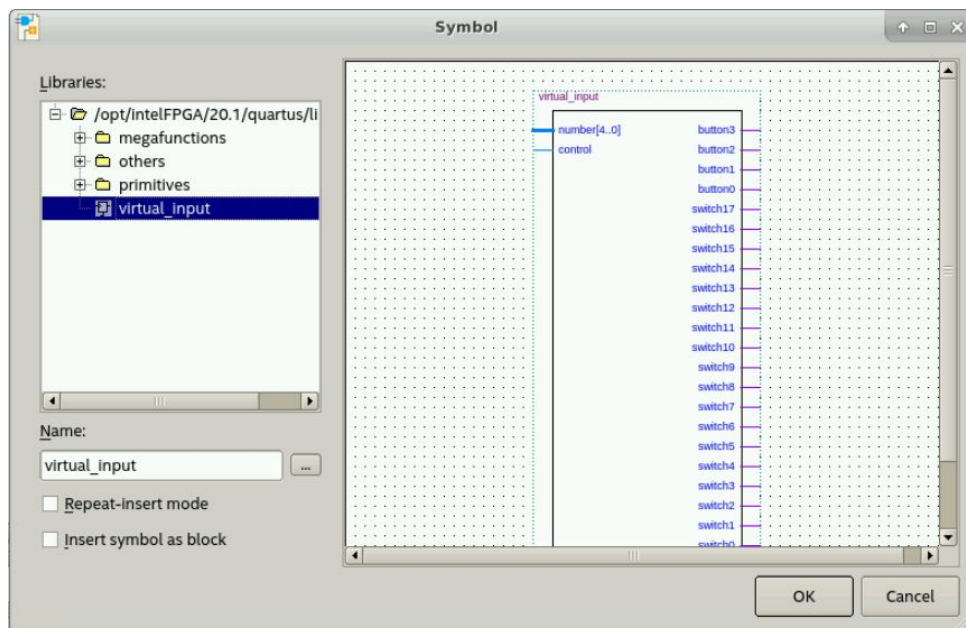 Symbol
Libraries:
/opt/intelFPGA/20.1/quartus/li
megafunctions
others
primitives
virtual_input
Name:
virtual_input
...
Repeat-insert mode
Insert symbol as block
virtual_input
number[4..0] button3
control button2
button1
button0
switch17
switch16
switch15
switch14
switch13
switch12
switch11
switch10
switch9
switch8
switch7
switch6
switch5
switch4
switch3
switch2
switch1
switch0
OK Cancel